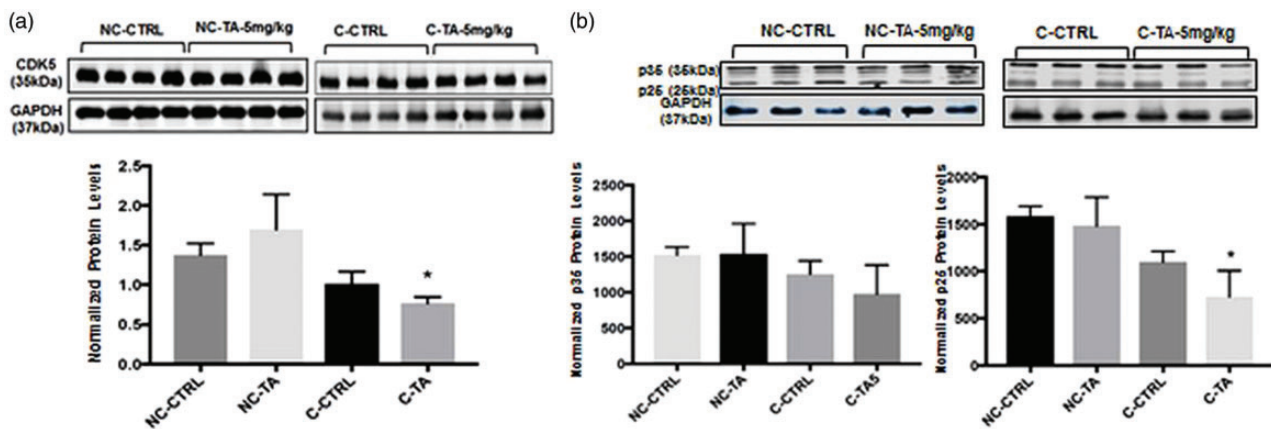 (a)
NC-CTRL NC-TA-5mg/kg C-CTRL C-TA-5mg/kg
CDK5
(35kDa)
GAPDH
(37kDa)
Normalized Protein Levels
2.5
2.0
1.5
1.0
0.5
0.0
*
NC-CTRL NC-TA C-CTRL C-TA
(b)
NC-CTRL NC-TA-5mg/kg C-CTRL C-TA-5mg/kg
p35 (35kDa)
p25 (25kDa)
GAPDH
(37kDa)
Normalized p35 Protein Levels
2500
2000
1500
1000
500
0
NC-CTRL NC-TA C-CTRL C-TA5
Normalized p25 Protein Levels
2000
1500
1000
500
0
*
NC-CTRL NC-TA C-CTRL C-TA